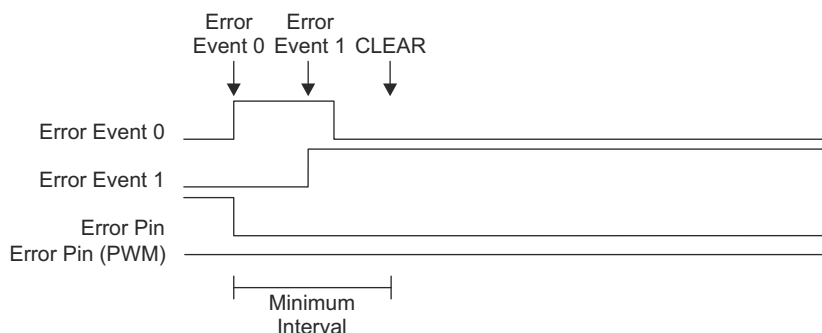 Error Error
Event 0 Event 1 CLEAR
Error Event 0
Error Event 1
Error Pin
Error Pin (PWM)
Minimum
Interval